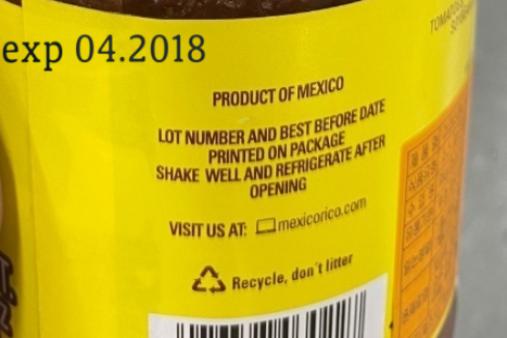 exp 04.2018
PRODUCT OF MEXICO
LOT NUMBER AND BEST BEFORE DATE
PRINTED ON PACKAGE
SHAKE WELL AND REFRIGERATE AFTER
OPENING
VISIT US AT: mexicorico.com
Recycle, don't litter